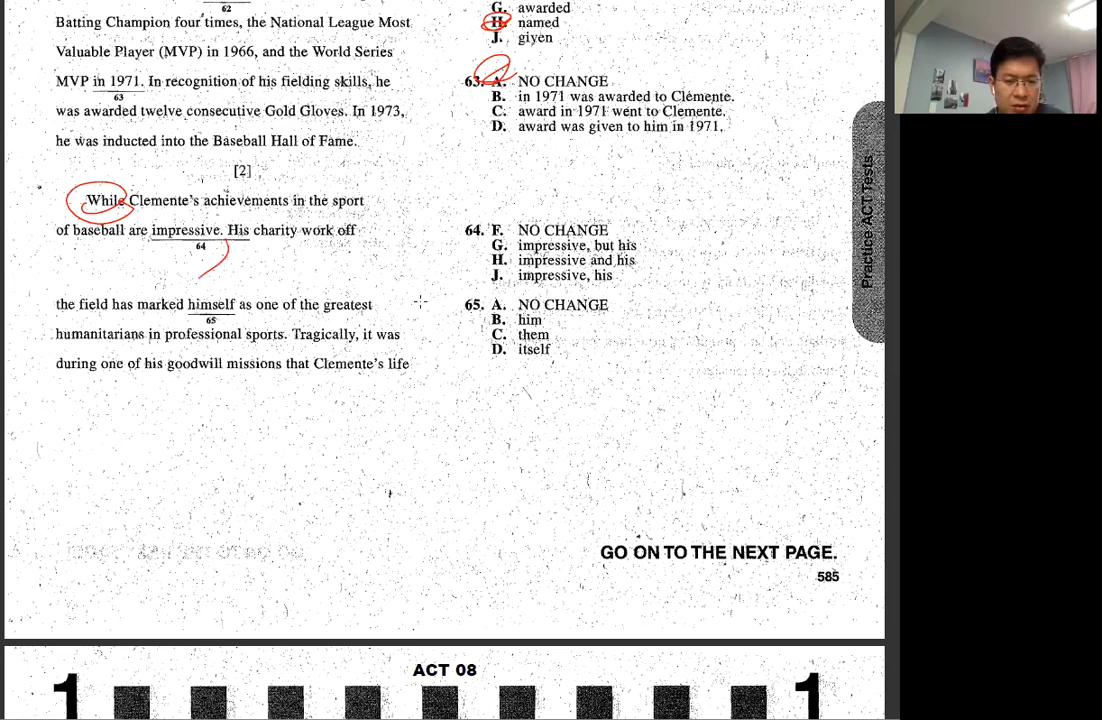 62
Batting Champion four times, the National League Most
Valuable Player (MVP) in 1966, and the World Series
MVP in 1971. In recognition of his fielding skills, he
63
was awarded twelve consecutive Gold Gloves. In 1973,
he was inducted into the Baseball Hall of Fame.
[2]
While Clemente's achievements in the sport
of baseball are impressive. His charity work off
64
the field has marked himself as one of the greatest
65
humanitarians in professional sports. Tragically, it was
during one of his goodwill missions that Clemente's life
G. awarded
H. named
J. given
63. A. NO CHANGE
B. in 1971 was awarded to Clemente.
C. award in 1971 went to Clemente.
D. award was given to him in 1971.
64. F. NO CHANGE
G. impressive, but his
H. impressive and his
J. impressive, his
65. A. NO CHANGE
B. him
C. them
D. itself
Practice ACT Tests
GO ON TO THE NEXT PAGE.
585
ACT 08
1
1